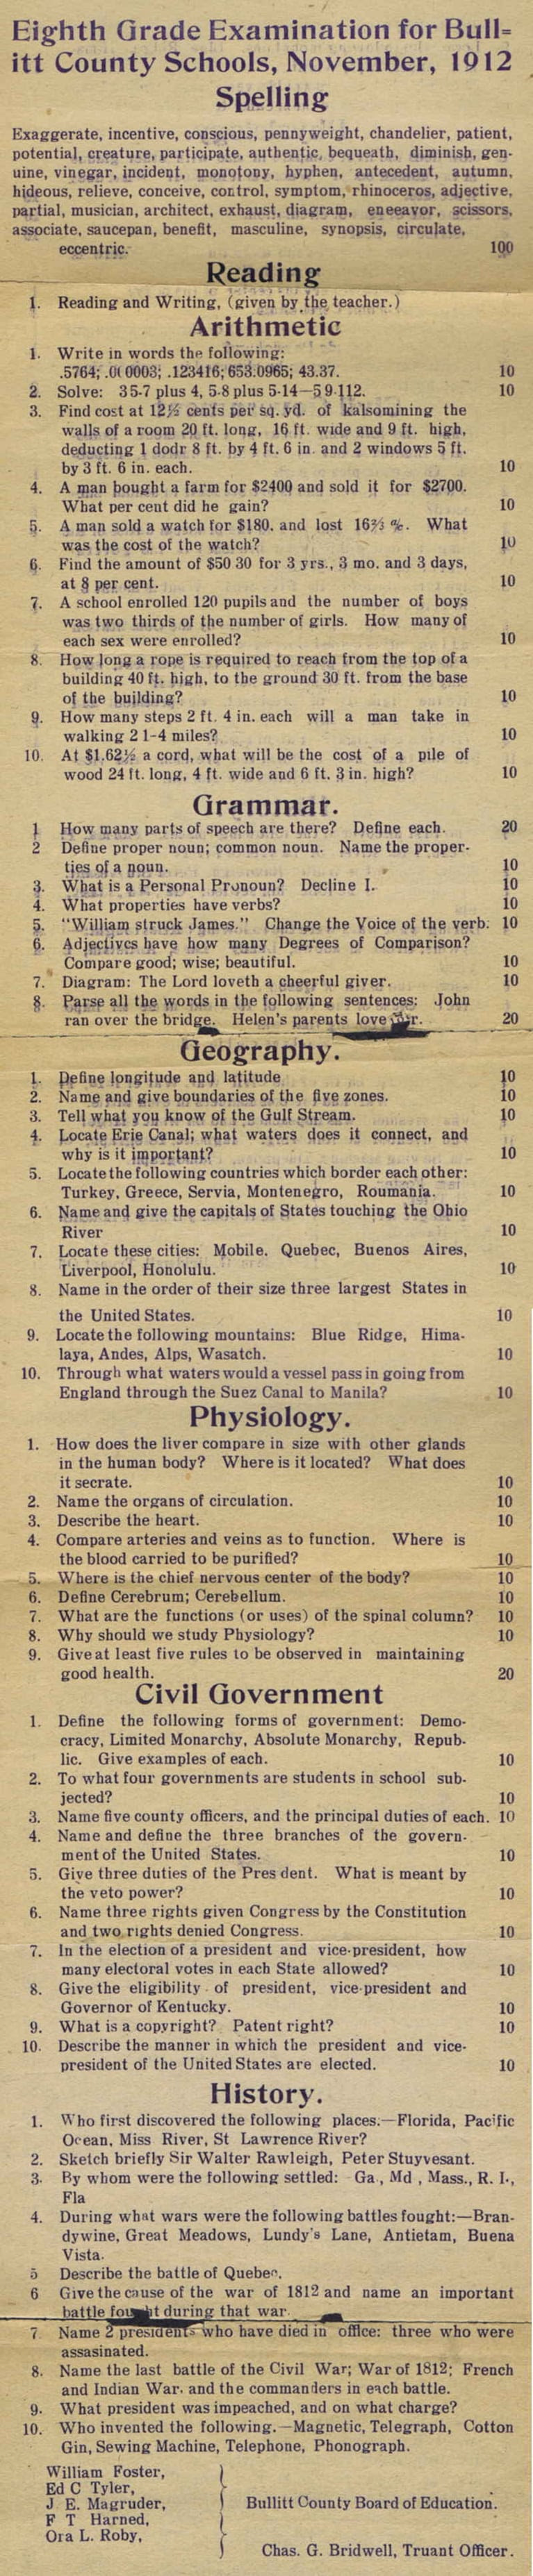 Eighth Grade Examination for Bull=
itt County Schools, November, 1912
Spelling
Exaggerate, incentive, conscious, pennyweight, chandelier, patient,
potential, creature, participate, authentic, bequeath, diminish, gen-
uine, vinegar, incident, monotony, hyphen, antecedent, autumn,
hideous, relieve, conceive, control, symptom, rhinoceros, adjective,
partial, musician, architect, exhaust, diagram, eneeavor, scissors,
associate, saucepan, benefit, masculine, synopsis, circulate,
eccentric. 100
Reading
1. Reading and Writing, (given by the teacher.)
Arithmetic
1. Write in words the following:
.5764; .0(0003; .123416; 653.0965; 43.37. 10
2. Solve: 35-7 plus 4, 5-8 plus 5-14—59-112. 10
3. Find cost at 12½ cents per sq. yd. of kalsomining the
walls of a room 20 ft. long, 16 ft. wide and 9 ft. high,
deducting 1 dodr 8 ft. by 4 ft. 6 in. and 2 windows 5 ft.
by 3 ft. 6 in. each. 10
4. A man bought a farm for $2400 and sold it for $2700.
What per cent did he gain? 10
5. A man sold a watch for $180, and lost 16⅔ %. What
was the cost of the watch? 10
6. Find the amount of $50 30 for 3 yrs., 3 mo. and 3 days,
at 8 per cent. 10
7. A school enrolled 120 pupils and the number of boys
was two thirds of the number of girls. How many of
each sex were enrolled? 10
8. How long a rope is required to reach from the top of a
building 40 ft. high, to the ground 30 ft. from the base
of the building? 10
9. How many steps 2 ft. 4 in. each will a man take in
walking 2 1-4 miles? 10
10. At $1.62½ a cord, what will be the cost of a pile of
wood 24 ft. long, 4 ft. wide and 6 ft. 3 in. high? 10
Grammar.
1 How many parts of speech are there? Define each. 20
2 Define proper noun; common noun. Name the proper-
ties of a noun. 10
3. What is a Personal Pronoun? Decline I. 10
4. What properties have verbs? 10
5. "William struck James." Change the Voice of the verb. 10
6. Adjectives have how many Degrees of Comparison?
Compare good; wise; beautiful. 10
7. Diagram: The Lord loveth a cheerful giver. 10
8. Parse all the words in the following sentences: John
ran over the bridge. Helen's parents love 20
Geography.
1. Define longitude and latitude 10
2. Name and give boundaries of the five zones. 10
3. Tell what you know of the Gulf Stream. 10
4. Locate Erie Canal; what waters does it connect, and
why is it important? 10
5. Locate the following countries which border each other:
Turkey, Greece, Servia, Montenegro, Roumania. 10
6. Name and give the capitals of States touching the Ohio
River 10
7. Locate these cities: Mobile, Quebec, Buenos Aires,
Liverpool, Honolulu. 10
8. Name in the order of their size three largest States in
the United States. 10
9. Locate the following mountains: Blue Ridge, Hima-
laya, Andes, Alps, Wasatch. 10
10. Through what waters would a vessel pass in going from
England through the Suez Canal to Manila? 10
Physiology.
1. How does the liver compare in size with other glands
in the human body? Where is it located? What does
it secrate. 10
2. Name the organs of circulation. 10
3. Describe the heart. 10
4. Compare arteries and veins as to function. Where is
the blood carried to be purified? 10
5. Where is the chief nervous center of the body? 10
6. Define Cerebrum; Cerebellum. 10
7. What are the functions (or uses) of the spinal column? 10
8. Why should we study Physiology? 10
9. Give at least five rules to be observed in maintaining
good health. 20
Civil Government
1. Define the following forms of government: Demo-
cracy, Limited Monarchy, Absolute Monarchy, Repub-
lic. Give examples of each. 10
2. To what four governments are students in school sub-
jected? 10
3. Name five county officers, and the principal duties of each. 10
4. Name and define the three branches of the govern-
ment of the United States. 10
5. Give three duties of the Pres dent. What is meant by
the veto power? 10
6. Name three rights given Congress by the Constitution
and two rights denied Congress. 10
7. In the election of a president and vice-president, how
many electoral votes in each State allowed? 10
8. Give the eligibility of president, vice-president and
Governor of Kentucky. 10
9. What is a copyright? Patent right? 10
10. Describe the manner in which the president and vice-
president of the United States are elected. 10
History.
1. Who first discovered the following places.—Florida, Pacific
Ocean, Miss River, St Lawrence River?
2. Sketch briefly Sir Walter Rawleigh, Peter Stuyvesant.
3. By whom were the following settled: Ga, Md, Mass., R. I.,
Fla
4. During what wars were the following battles fought:—Bran-
dywine, Great Meadows, Lundy's Lane, Antietam, Buena
Vista.
5 Describe the battle of Quebec.
6 Give the cause of the war of 1812 and name an important
battle fought during that war.
7. Name 2 presidents who have died in office: three who were
assasinated.
8. Name the last battle of the Civil War; War of 1812; French
and Indian War, and the commanders in each battle.
9. What president was impeached, and on what charge?
10. Who invented the following.—Magnetic, Telegraph, Cotton
Gin, Sewing Machine, Telephone, Phonograph.
William Foster,
Ed C Tyler,
J E. Magruder,
F T Harned,
Ora L. Roby,
Bullitt County Board of Education.
Chas. G. Bridwell, Truant Officer.